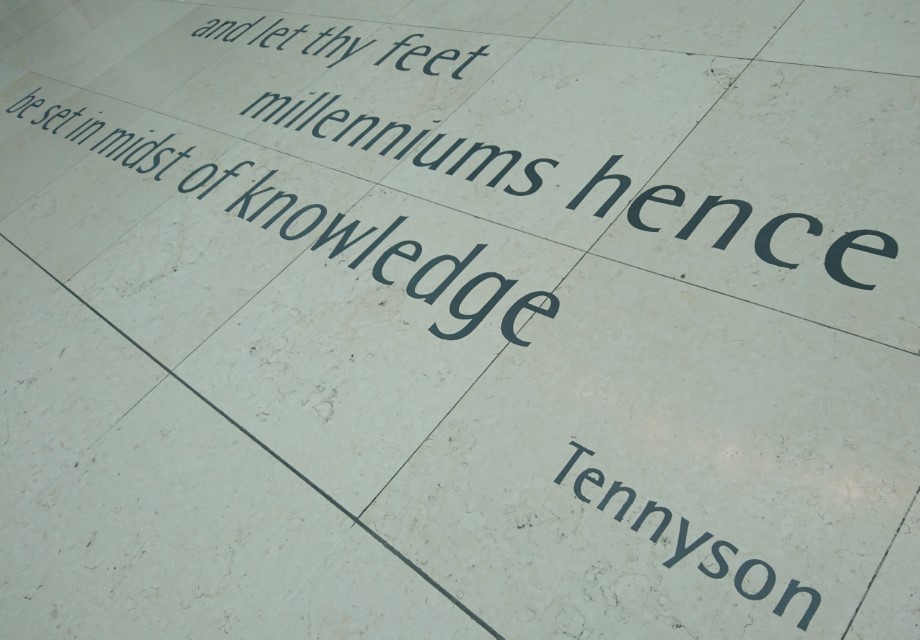 and let thy feet
millenniums hence
be set in midst of knowledge
Tennyson